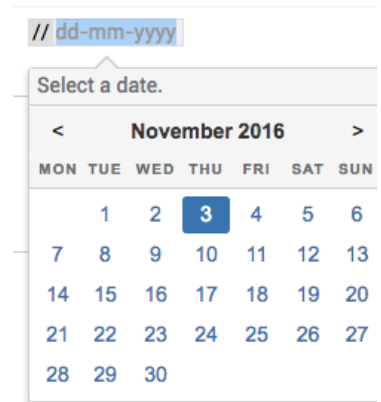 // dd-mm-yyyy
Select a date.
< November 2016 >
MON TUE WED THU FRI SAT SUN
1 2 3 4 5 6
7 8 9 10 11 12 13
14 15 16 17 18 19 20
21 22 23 24 25 26 27
28 29 30